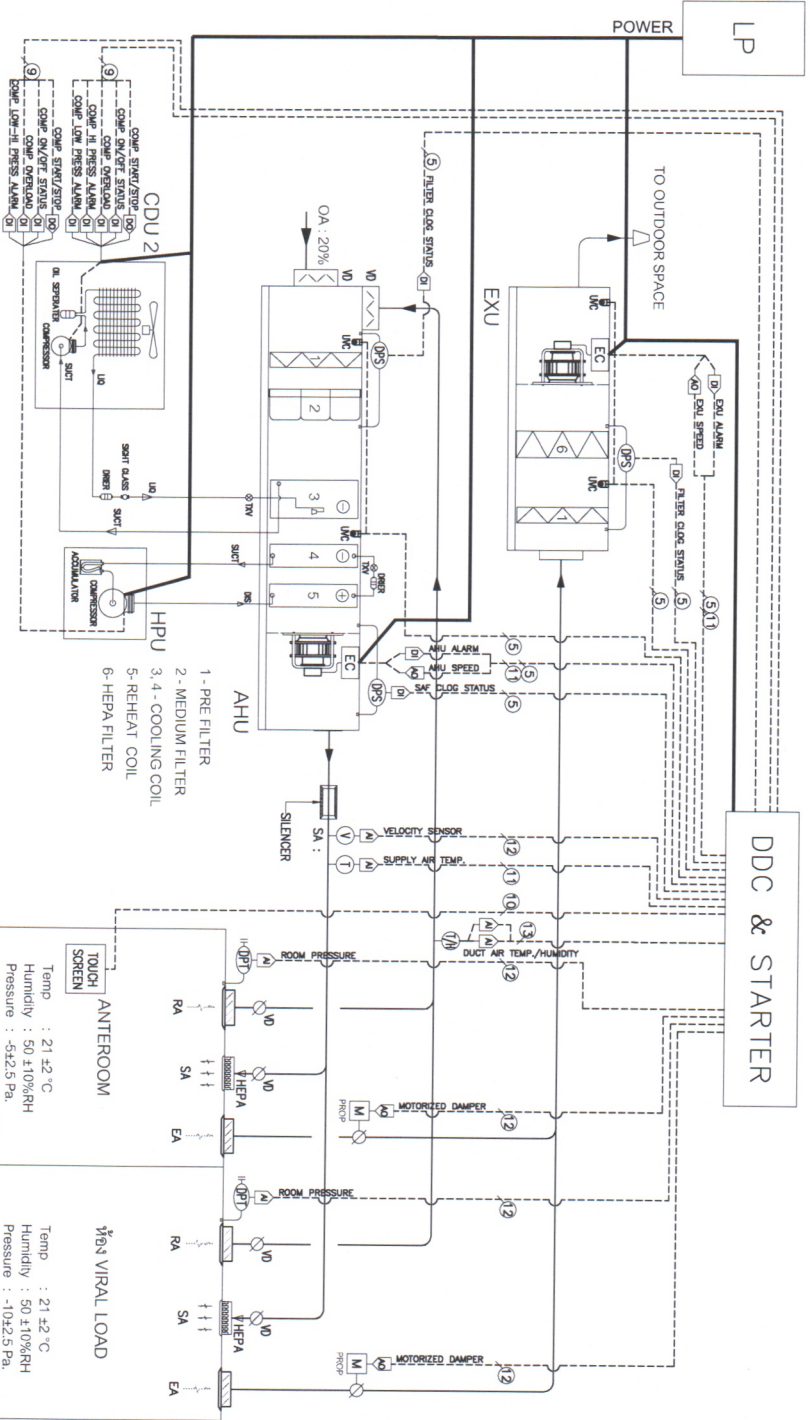 LP
POWER
DDC & STARTER
TO OUTDOOR SPACE
EXU
UVC
EC
DI EXU ALARM
AO EXU SPEED
5 11
DPS
DI FILTER CLOG STATUS
5
6
1
UVC
5
5 FILTER CLOG STATUS
DI
OA : 20%
VD
VD
UVC
DPS
1
2
3
4
5
UVC
5
TXV
DRIER
TXV
EC
DI AHU ALARM
AO AHU SPEED
5
11
DPS
DI SAF CLOG STATUS
5
AHU
SILENCER
SA :
V AI VELOCITY SENSOR
12
T AI SUPPLY AIR TEMP.
11
10
T/H
AI
AI
13
DUCT AIR TEMP./HUMIDITY
9
COMP START/STOP DO
COMP ON/OFF STATUS DI
COMP OVERLOAD DI
COMP HI PRESS ALARM DI
COMP LOW PRESS ALARM DI
9
COMP START/STOP DO
COMP ON/OFF STATUS DI
COMP OVERLOAD DI
COMP LOW-HI PRESS ALARM DI
CDU 2
OIL SEPERATER
COMPRESSOR
SUCT
LIQ
DRIER
SIGHT GLASS
LIQ
SUCT
SUCT
DIS
ACCUMULATOR
COMPRESSOR
HPU
1 - PRE FILTER
2 - MEDIUM FILTER
3, 4 - COOLING COIL
5- REHEAT COIL
6- HEPA FILTER
DPT AI ROOM PRESSURE
12
VD
VD
HEPA
PROP
M
AO MOTORIZED DAMPER
12
RA
SA
EA
TOUCH
SCREEN
ANTEROOM
Temp : 21 ±2 °C
Humidity : 50 ±10%RH
Pressure : -5±2.5 Pa.
DPT AI ROOM PRESSURE
12
VD
VD
HEPA
PROP
M
AO MOTORIZED DAMPER
12
RA
SA
EA
ห้อง VIRAL LOAD
Temp : 21 ±2 °C
Humidity : 50 ±10%RH
Pressure : -10±2.5 Pa.